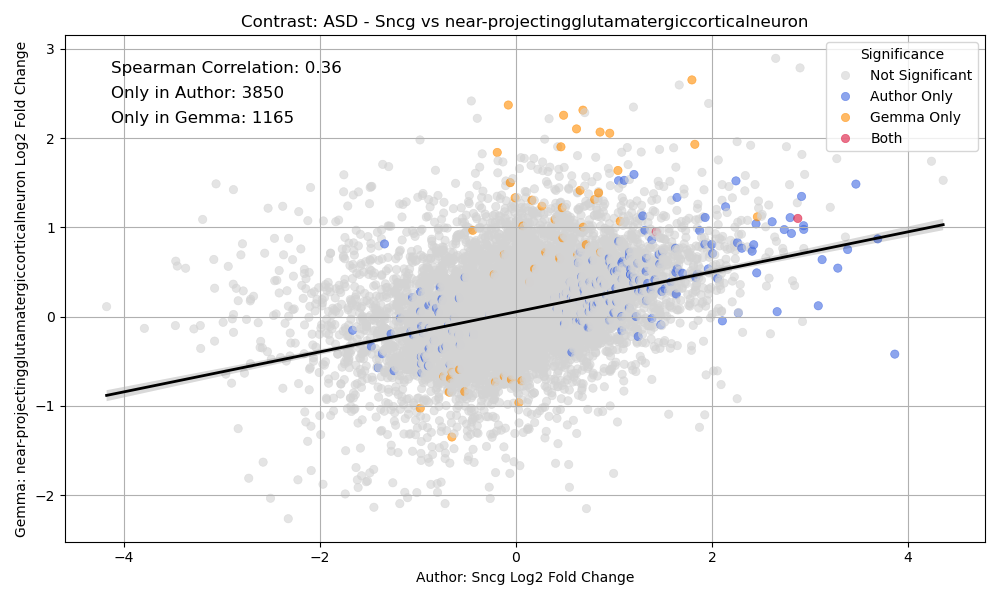 Contrast: ASD - Sncg vs near-projectingglutamatergiccorticalneuron
Spearman Correlation: 0.36
Only in Author: 3850
Only in Gemma: 1165
Significance
Not Significant
Author Only
Gemma Only
Both
Gemma: near-projectingglutamatergiccorticalneuron Log2 Fold Change
3
2
1
0
−1
−2
−4
−2
0
2
4
Author: Sncg Log2 Fold Change